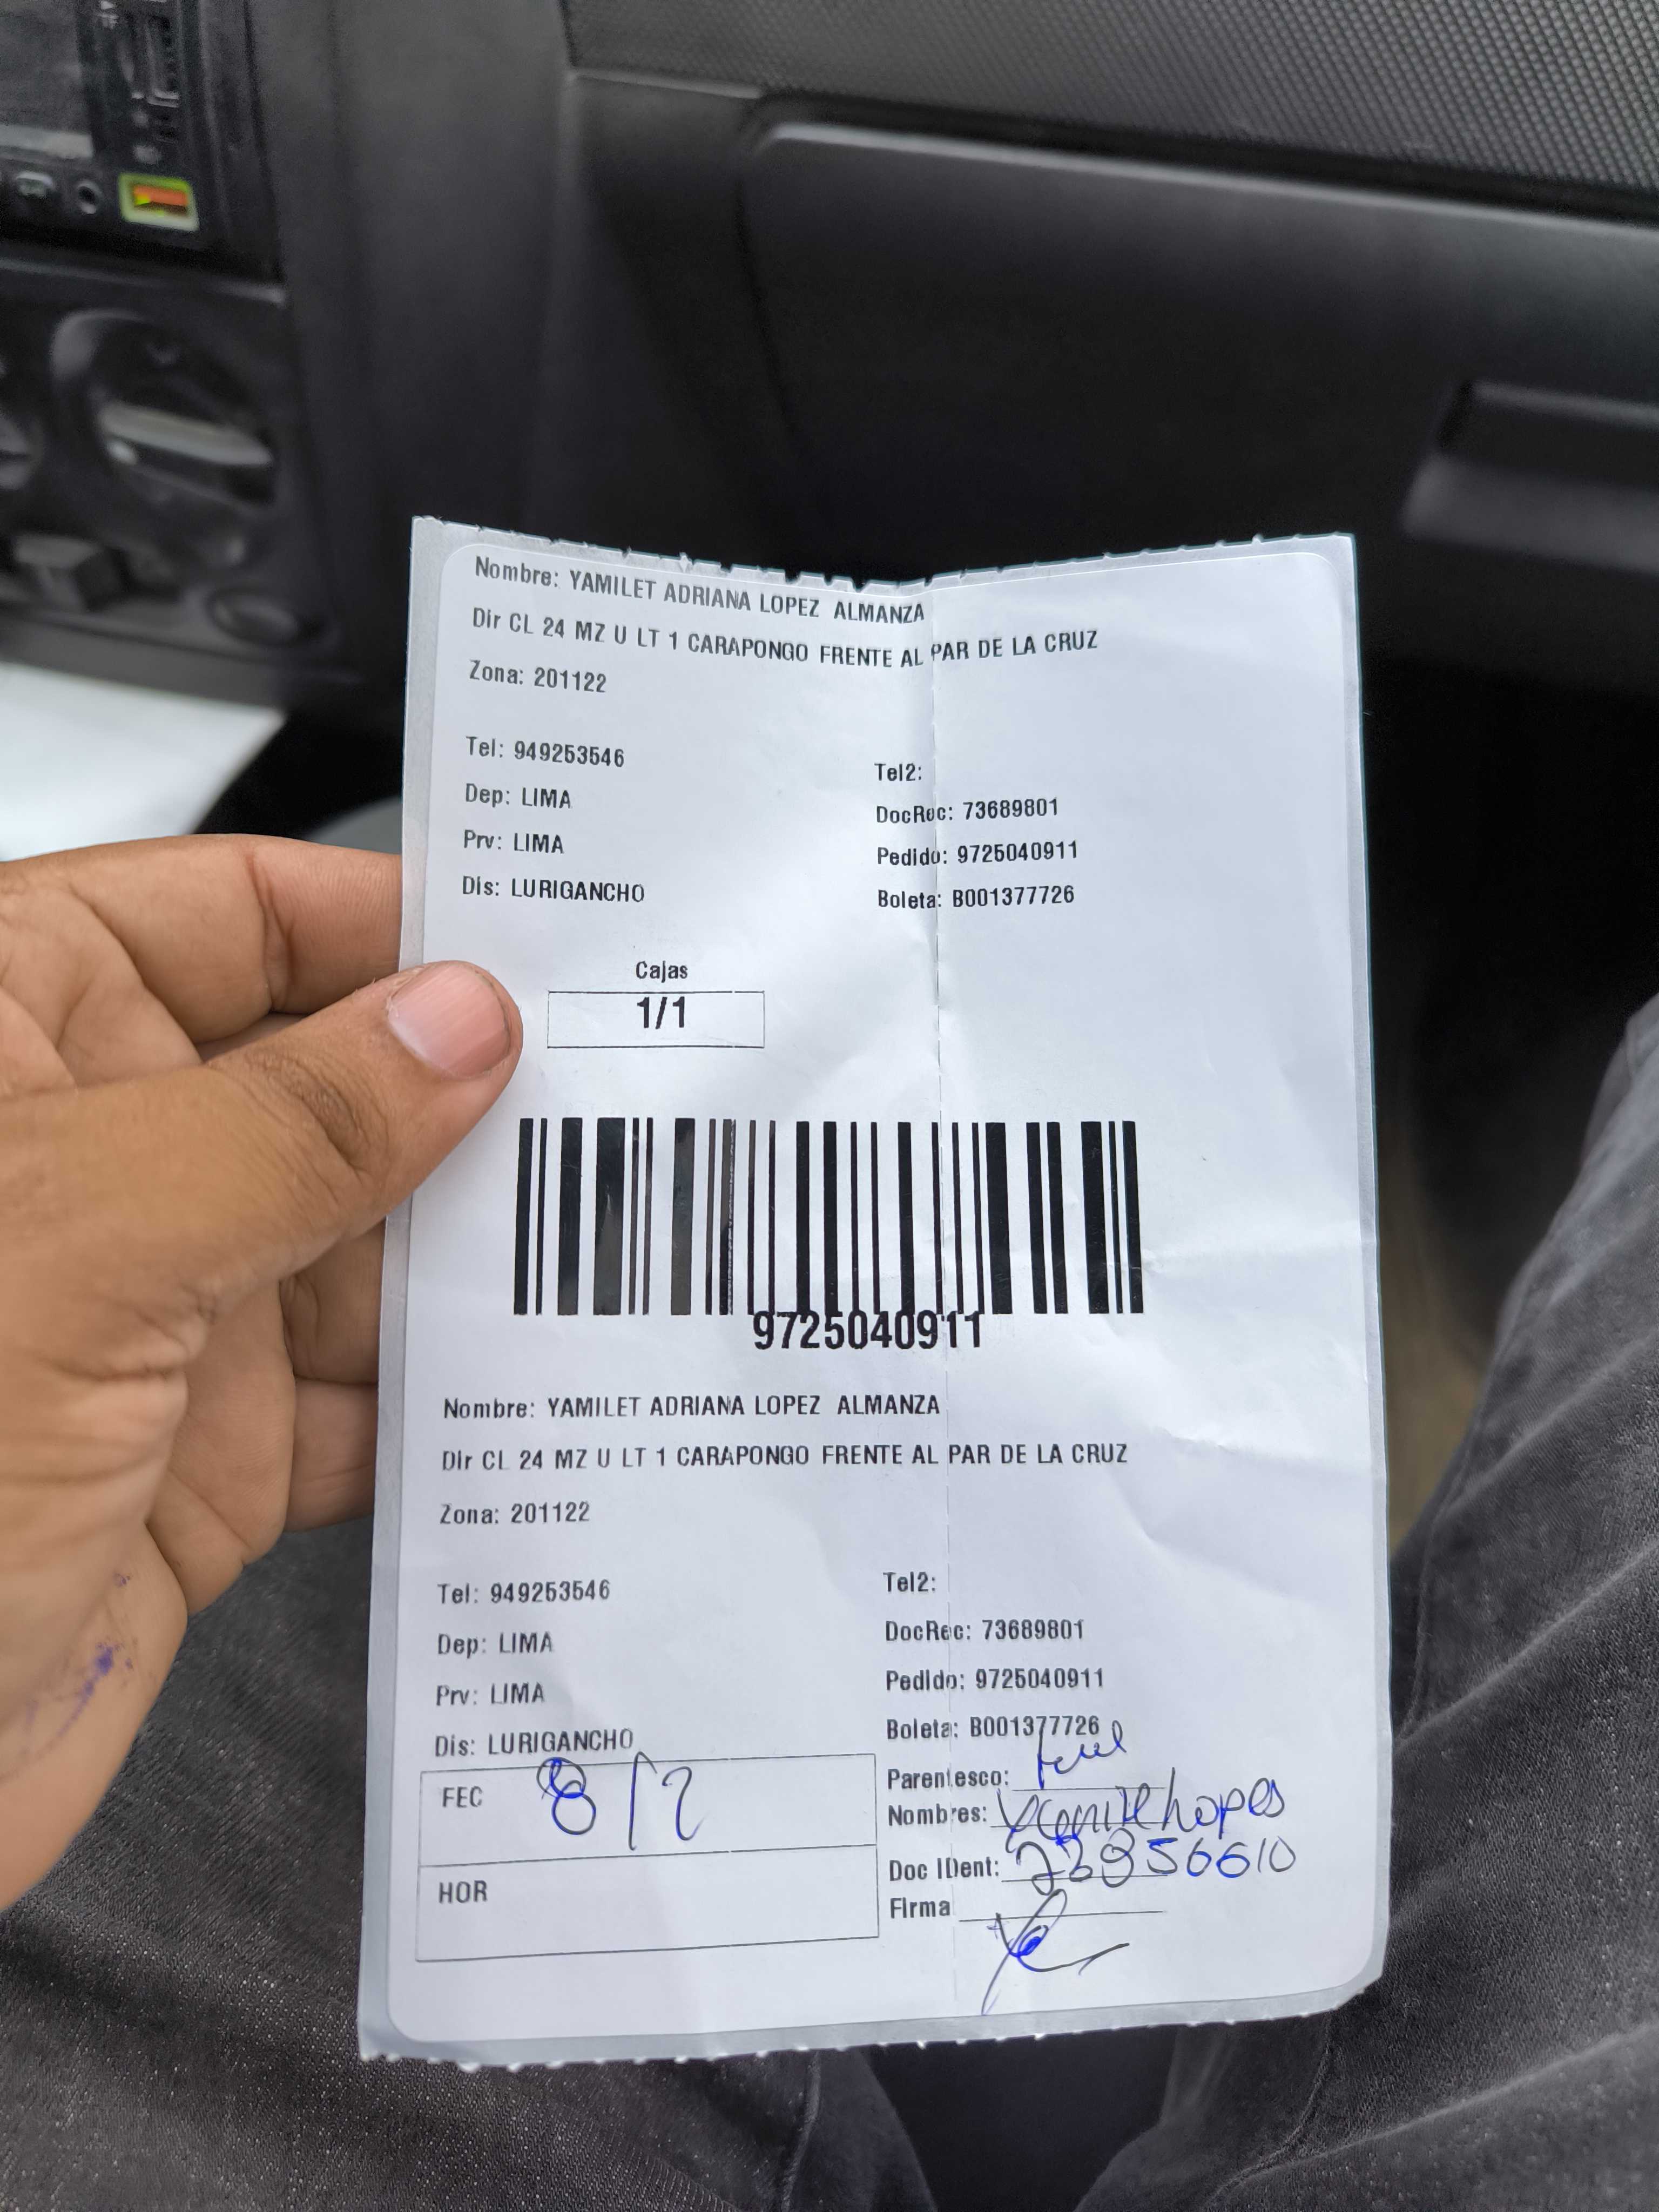 Nombre: YAMILET ADRIANA LOPEZ ALMANZA
Dir CL 24 MZ U LT 1 CARAPONGO FRENTE AL PAR DE LA CRUZ
Zona: 201122
Tel: 949253546 Tel2:
Dep: LIMA DocRec: 73689801
Prv: LIMA Pedido: 9725040911
Dis: LURIGANCHO Boleta: B001377726
Cajas
1/1
9725040911
Nombre: YAMILET ADRIANA LOPEZ ALMANZA
Dir CL 24 MZ U LT 1 CARAPONGO FRENTE AL PAR DE LA CRUZ
Zona: 201122
Tel: 949253546 Tel2:
Dep: LIMA DocRec: 73689801
Prv: LIMA Pedido: 9725040911
Dis: LURIGANCHO Boleta: B001377726
FEC 8/2 Parentesco:
Nombres: Lopes
HOR Doc IDent:
Firma